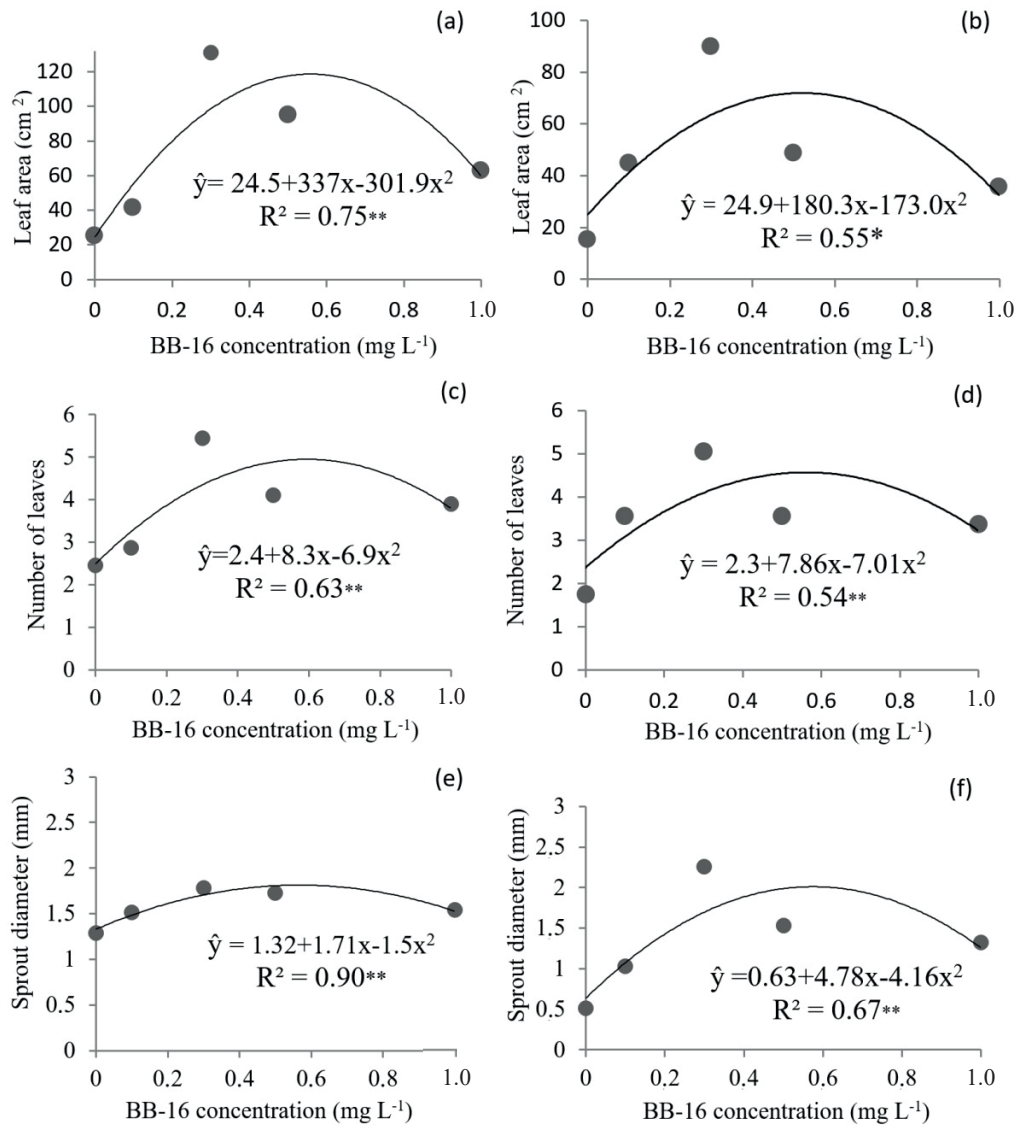 (a)
Leaf area (cm ²)
120
100
80
60
40
20
0
ŷ= 24.5+337x-301.9x²
R² = 0.75**
0 0.2 0.4 0.6 0.8 1.0
BB-16 concentration (mg L⁻¹)
(b)
Leaf area (cm ²)
100
80
60
40
20
0
ŷ = 24.9+180.3x-173.0x²
R² = 0.55*
0 0.2 0.4 0.6 0.8 1.0
BB-16 concentration (mg L⁻¹)
(c)
Number of leaves
6
5
4
3
2
1
0
ŷ=2.4+8.3x-6.9x²
R² = 0.63**
0 0.2 0.4 0.6 0.8 1.0
BB-16 concentration (mg L⁻¹)
(d)
Number of leaves
6
5
4
3
2
1
0
ŷ = 2.3+7.86x-7.01x²
R² = 0.54**
0 0.2 0.4 0.6 0.8 1.0
BB-16 concentration (mg L⁻¹)
(e)
Sprout diameter (mm)
3
2.5
2
1.5
1
0.5
0
ŷ = 1.32+1.71x-1.5x²
R² = 0.90**
0 0.2 0.4 0.6 0.8 1.0
BB-16 concentration (mg L⁻¹)
(f)
Sprout diameter (mm)
3
2.5
2
1.5
1
0.5
0
ŷ =0.63+4.78x-4.16x²
R² = 0.67**
0 0.2 0.4 0.6 0.8 1.0
BB-16 concentration (mg L⁻¹)